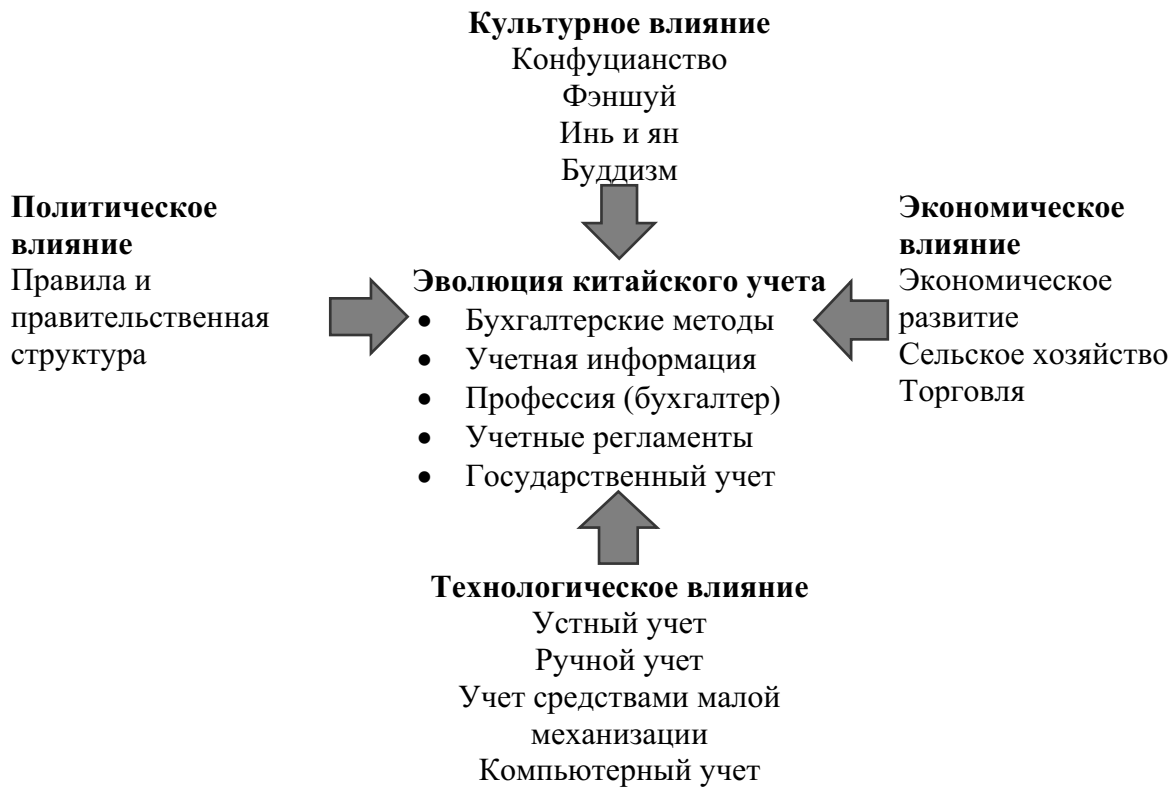 Культурное влияние
Конфуцианство
Фэншуй
Инь и ян
Буддизм
Политическое
влияние
Правила и
правительственная
структура
Эволюция китайского учета
• Бухгалтерские методы
• Учетная информация
• Профессия (бухгалтер)
• Учетные регламенты
• Государственный учет
Экономическое
влияние
Экономическое
развитие
Сельское хозяйство
Торговля
Технологическое влияние
Устный учет
Ручной учет
Учет средствами малой
механизации
Компьютерный учет